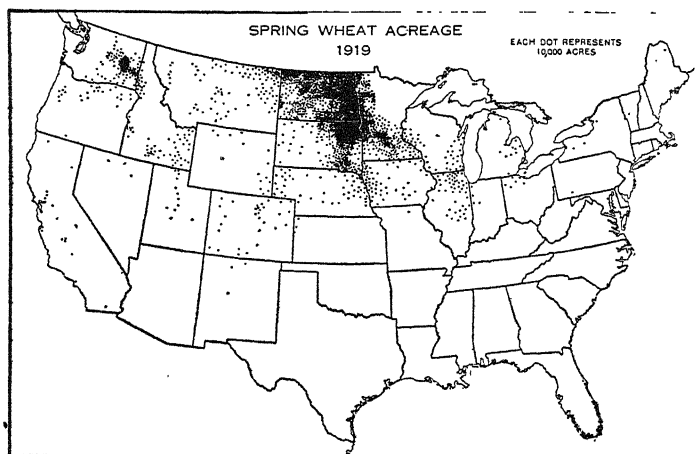 SPRING WHEAT ACREAGE
1919
EACH DOT REPRESENTS
10,000 ACRES